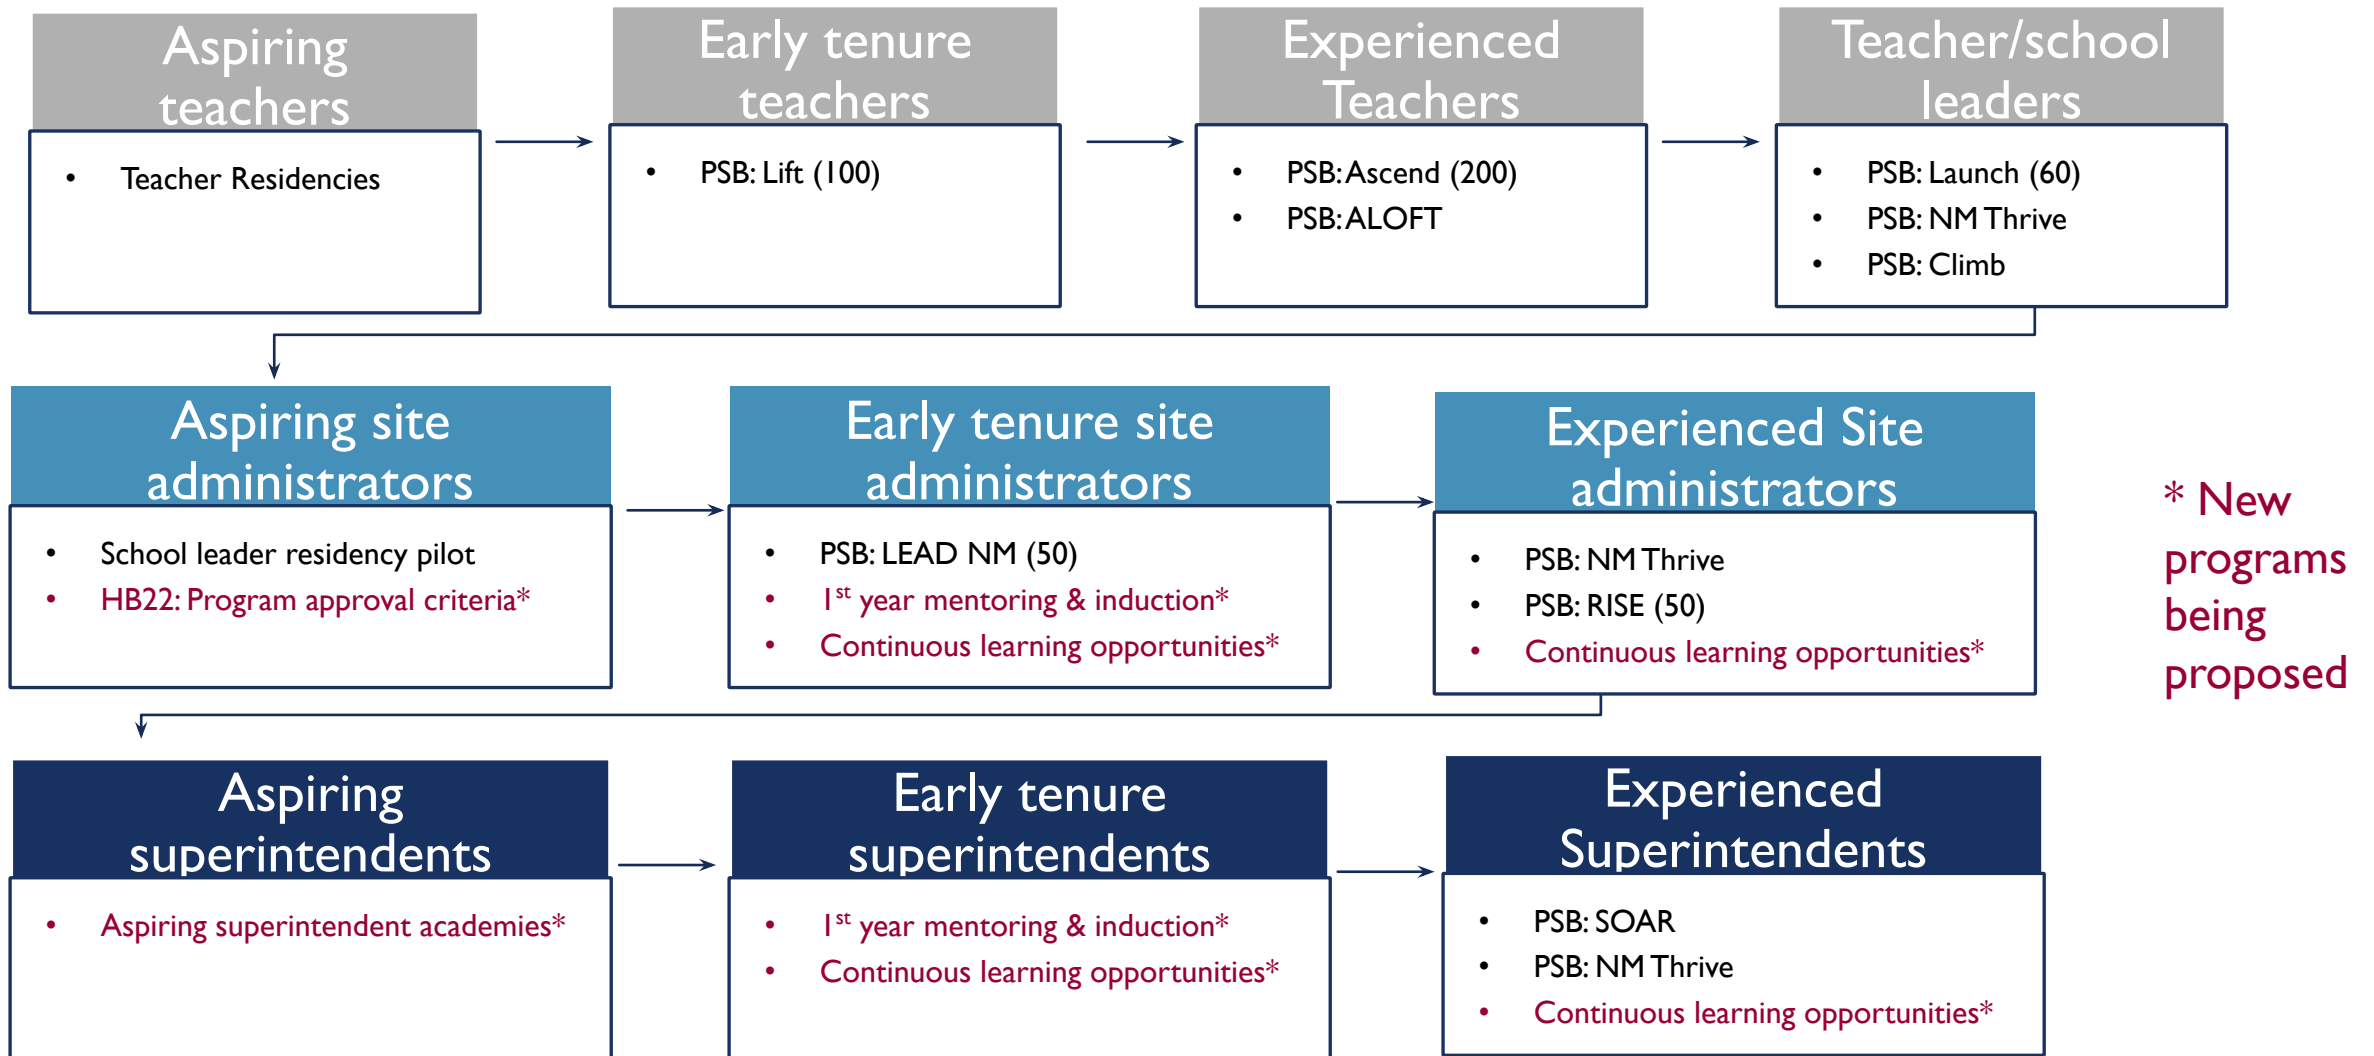 Aspiring
teachers
• Teacher Residencies
Early tenure
teachers
• PSB: Lift (100)
Experienced
Teachers
• PSB: Ascend (200)
• PSB: ALOFT
Teacher/school
leaders
• PSB: Launch (60)
• PSB: NM Thrive
• PSB: Climb
Aspiring site
administrators
• School leader residency pilot
• HB22: Program approval criteria*
Early tenure site
administrators
• PSB: LEAD NM (50)
• 1st year mentoring & induction*
• Continuous learning opportunities*
Experienced Site
administrators
• PSB: NM Thrive
• PSB: RISE (50)
• Continuous learning opportunities*
* New
programs
being
proposed
Aspiring
superintendents
• Aspiring superintendent academies*
Early tenure
superintendents
• 1st year mentoring & induction*
• Continuous learning opportunities*
Experienced
Superintendents
• PSB: SOAR
• PSB: NM Thrive
• Continuous learning opportunities*